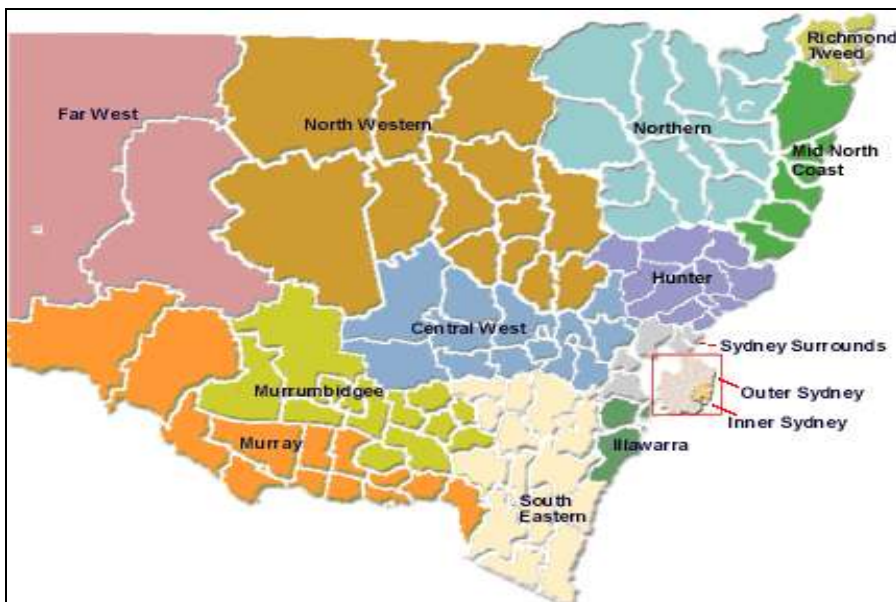 Richmond
Tweed
Far West
North Western
Northern
Mid North
Coast
Hunter
Central West
Sydney Surrounds
Murrumbidgee
Outer Sydney
Inner Sydney
Murray
Illawarra
South
Eastern